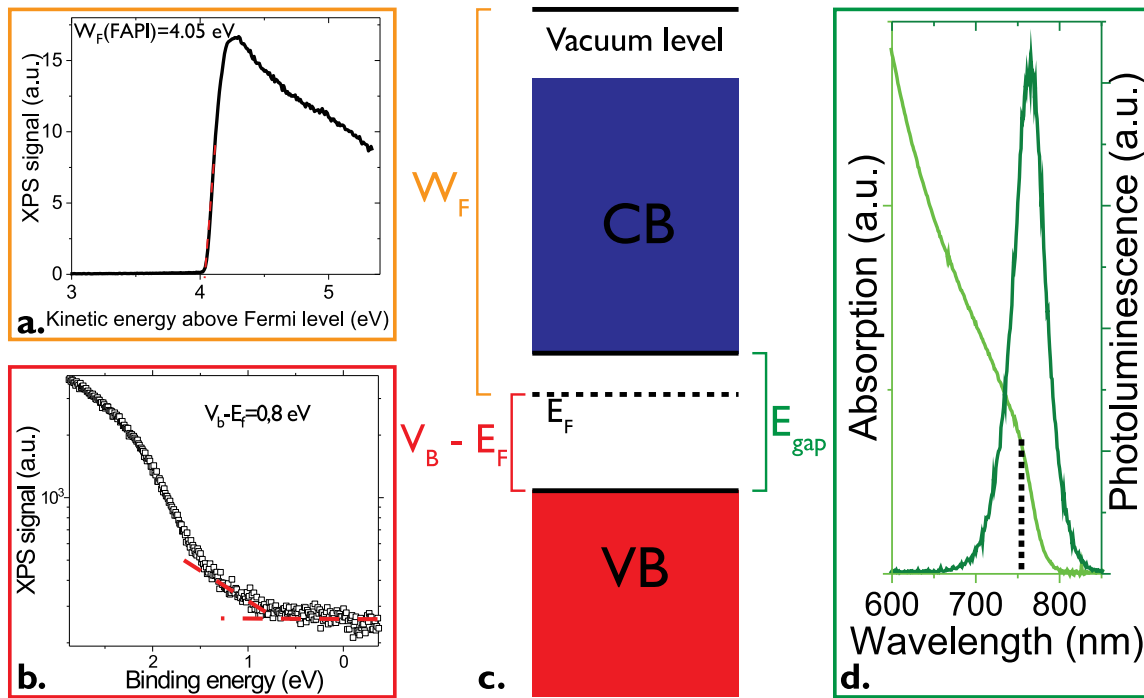 W_F(FAPI)=4.05 eV
15
10
5
0
XPS signal (a.u.)
3 4 5
Kinetic energy above Fermi level (eV)
a.
V_b-E_f=0,8 eV
10^3
XPS signal (a.u.)
2 1 0
Binding energy (eV)
b.
W_F
V_B - E_F
Vacuum level
CB
E_F
VB
E_gap
c.
Absorption (a.u.)
Photoluminescence (a.u.)
600 700 800
Wavelength (nm)
d.